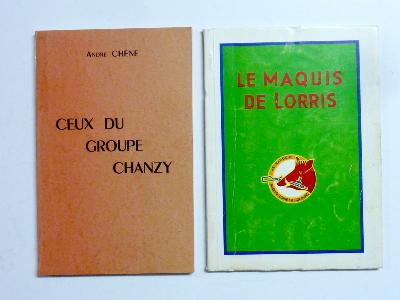 ANDRÉ CHÊNE
CEUX DU
GROUPE
CHANZY
LE MAQUIS
DE LORRIS